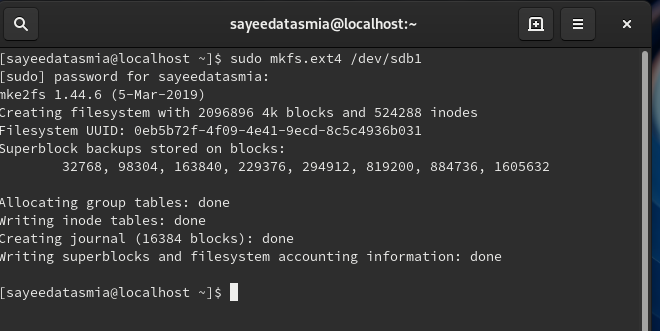 sayeedatasmia@localhost:~
[sayeedatasmia@localhost ~]$ sudo mkfs.ext4 /dev/sdb1
[sudo] password for sayeedatasmia:
mke2fs 1.44.6 (5-Mar-2019)
Creating filesystem with 2096896 4k blocks and 524288 inodes
Filesystem UUID: 0eb5b72f-4f09-4e41-9ecd-8c5c4936b031
Superblock backups stored on blocks:
32768, 98304, 163840, 229376, 294912, 819200, 884736, 1605632
Allocating group tables: done
Writing inode tables: done
Creating journal (16384 blocks): done
Writing superblocks and filesystem accounting information: done
[sayeedatasmia@localhost ~]$